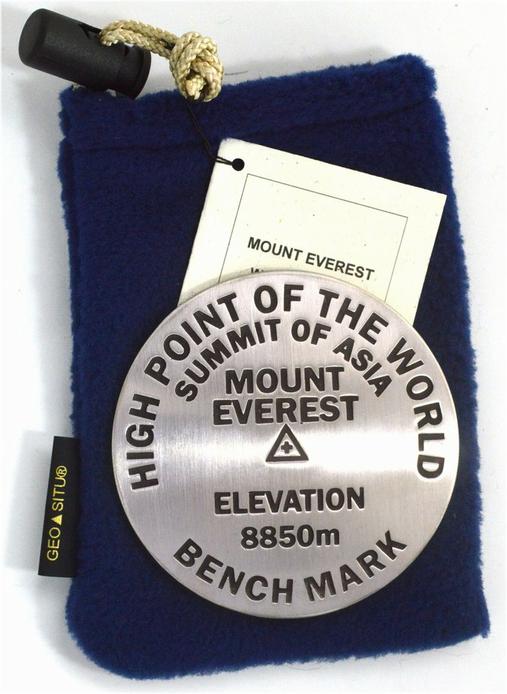 MOUNT EVEREST
HIGH POINT OF THE WORLD
SUMMIT OF ASIA
MOUNT
EVEREST
ELEVATION
8850m
BENCH MARK
GEO▲SITU®